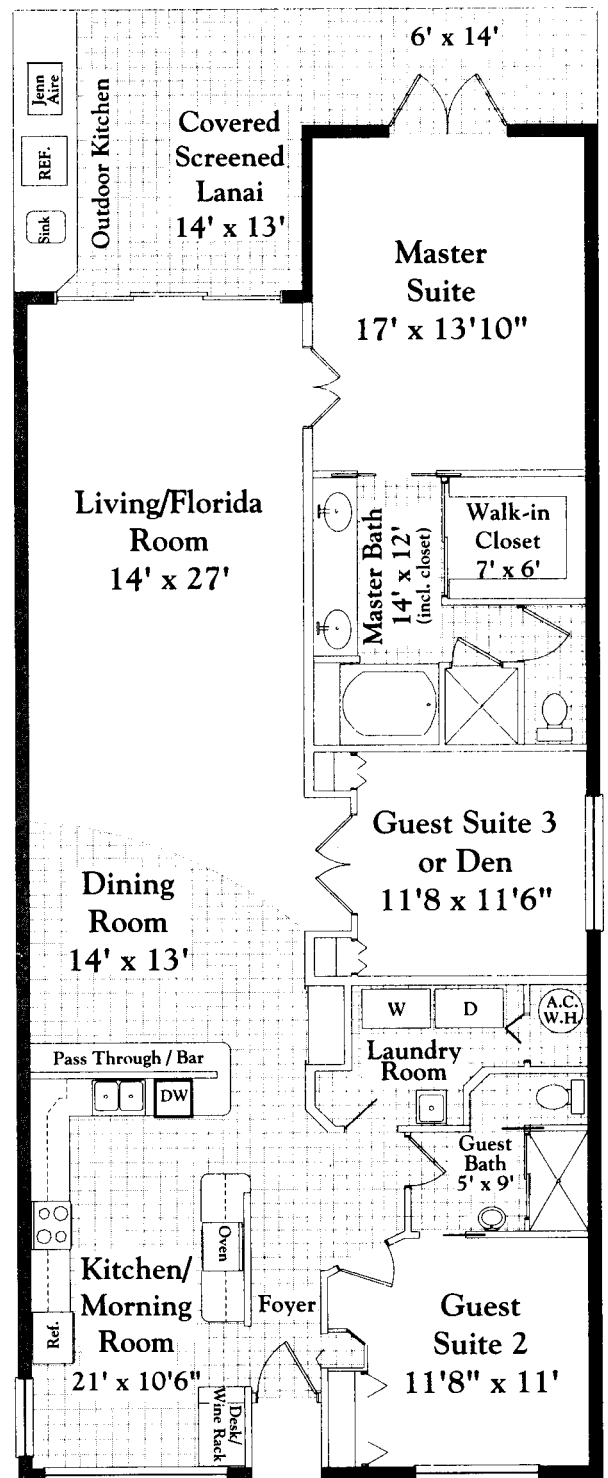 6' x 14'
Jenn
Aire
REF.
Sink
Outdoor Kitchen
Covered
Screened
Lanai
14' x 13'
Master
Suite
17' x 13'10"
Living/Florida
Room
14' x 27'
Master Bath
14' x 12'
(incl. closet)
Walk-in
Closet
7' x 6'
Guest Suite 3
or Den
11'8 x 11'6"
Dining
Room
14' x 13'
W
D
A.C.
W.H.
Laundry
Room
Pass Through / Bar
DW
Guest
Bath
5' x 9'
Oven
Kitchen/
Morning
Room
21' x 10'6"
Ref.
Foyer
Desk/
Wine Rack
Guest
Suite 2
11'8" x 11'